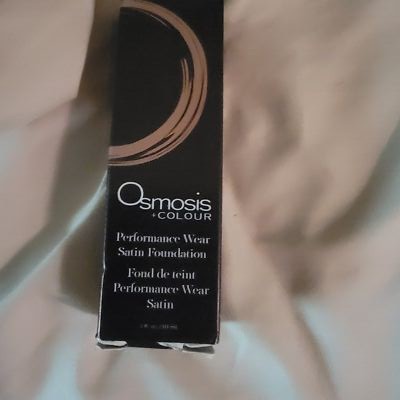 Osmosis
+COLOUR
Performance Wear
Satin Foundation
Fond de teint
Performance Wear
Satin